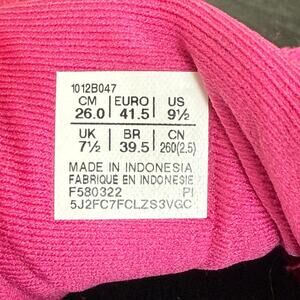 1012B047
CM EURO US
26.0 41.5 9½
UK BR CN
7½ 39.5 260(2.5)
MADE IN INDONESIA
FABRIQUÉ EN INDONESIE
F580322 PI
5J2FC7FCLZS3VGC